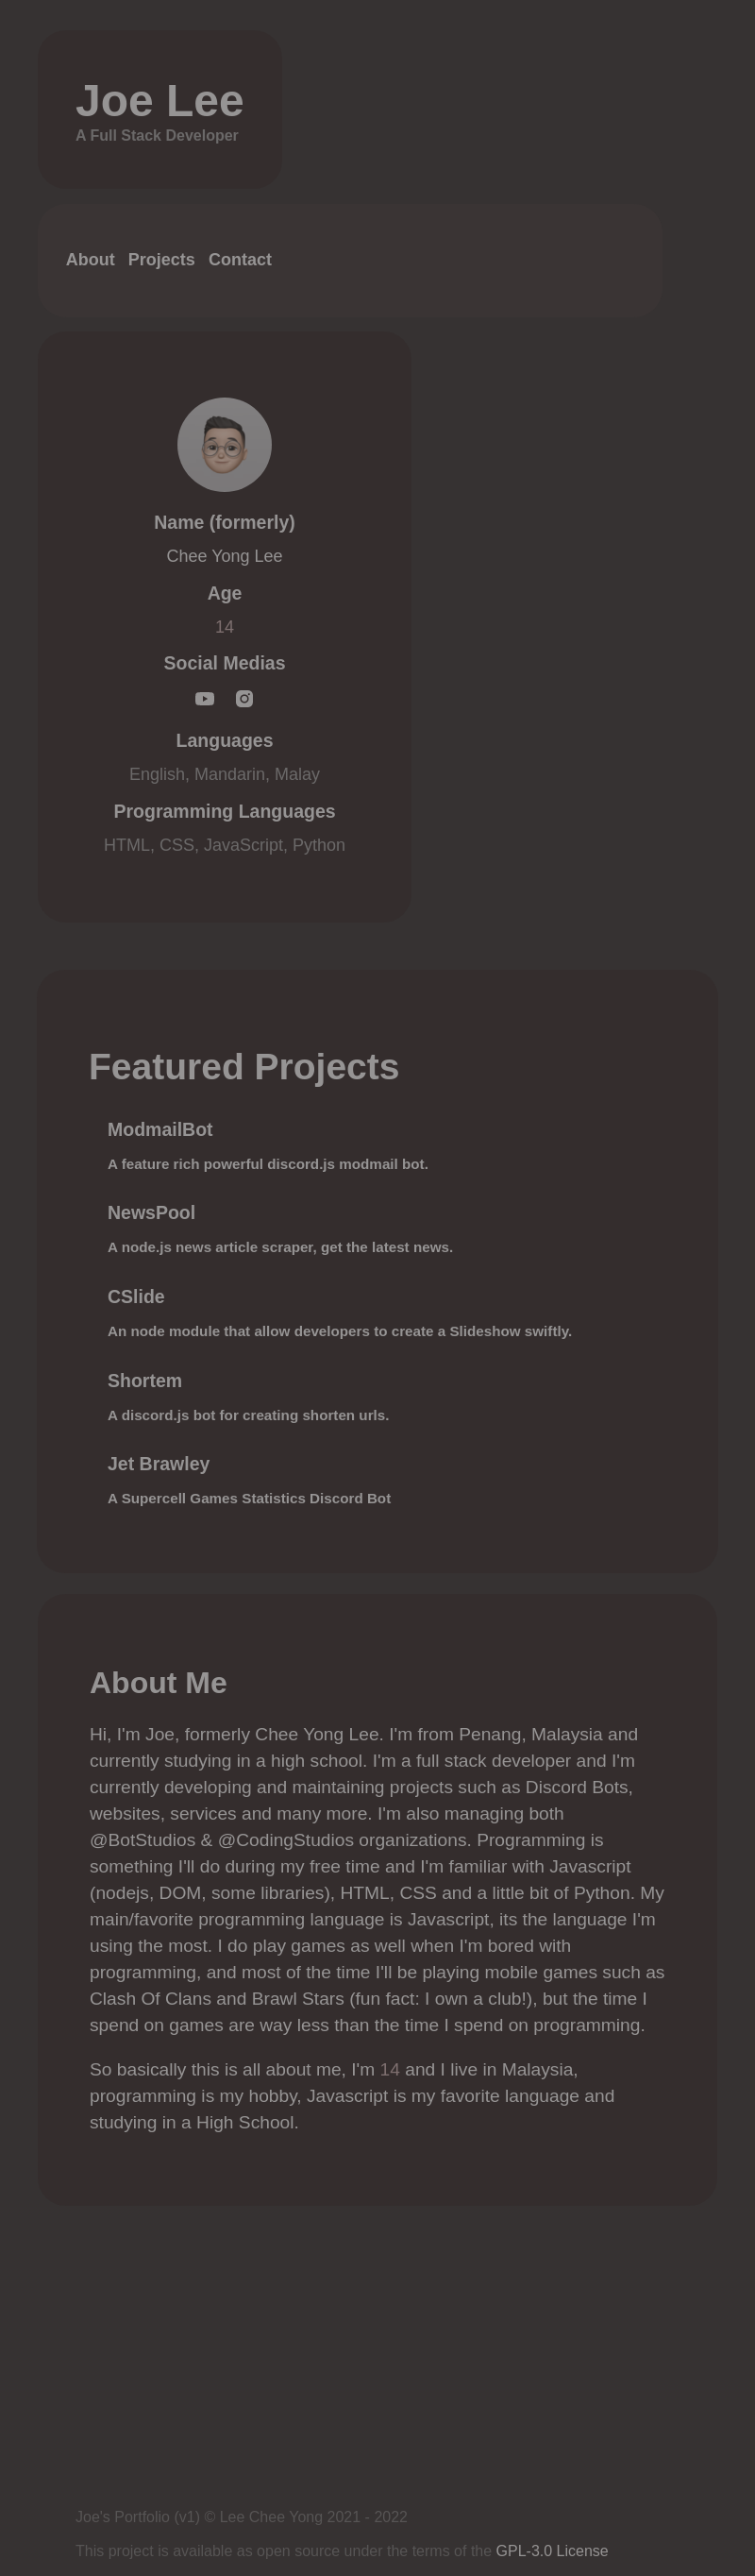 Joe Lee
A Full Stack Developer
About Projects Contact
Name (formerly)
Chee Yong Lee
Age
14
Social Medias
Languages
English, Mandarin, Malay
Programming Languages
HTML, CSS, JavaScript, Python
Featured Projects
ModmailBot
A feature rich powerful discord.js modmail bot.
NewsPool
A node.js news article scraper, get the latest news.
CSlide
An node module that allow developers to create a Slideshow swiftly.
Shortem
A discord.js bot for creating shorten urls.
Jet Brawley
A Supercell Games Statistics Discord Bot
About Me
Hi, I'm Joe, formerly Chee Yong Lee. I'm from Penang, Malaysia and
currently studying in a high school. I'm a full stack developer and I'm
currently developing and maintaining projects such as Discord Bots,
websites, services and many more. I'm also managing both
@BotStudios & @CodingStudios organizations. Programming is
something I'll do during my free time and I'm familiar with Javascript
(nodejs, DOM, some libraries), HTML, CSS and a little bit of Python. My
main/favorite programming language is Javascript, its the language I'm
using the most. I do play games as well when I'm bored with
programming, and most of the time I'll be playing mobile games such as
Clash Of Clans and Brawl Stars (fun fact: I own a club!), but the time I
spend on games are way less than the time I spend on programming.
So basically this is all about me, I'm 14 and I live in Malaysia,
programming is my hobby, Javascript is my favorite language and
studying in a High School.
Joe's Portfolio (v1) © Lee Chee Yong 2021 - 2022
This project is available as open source under the terms of the GPL-3.0 License